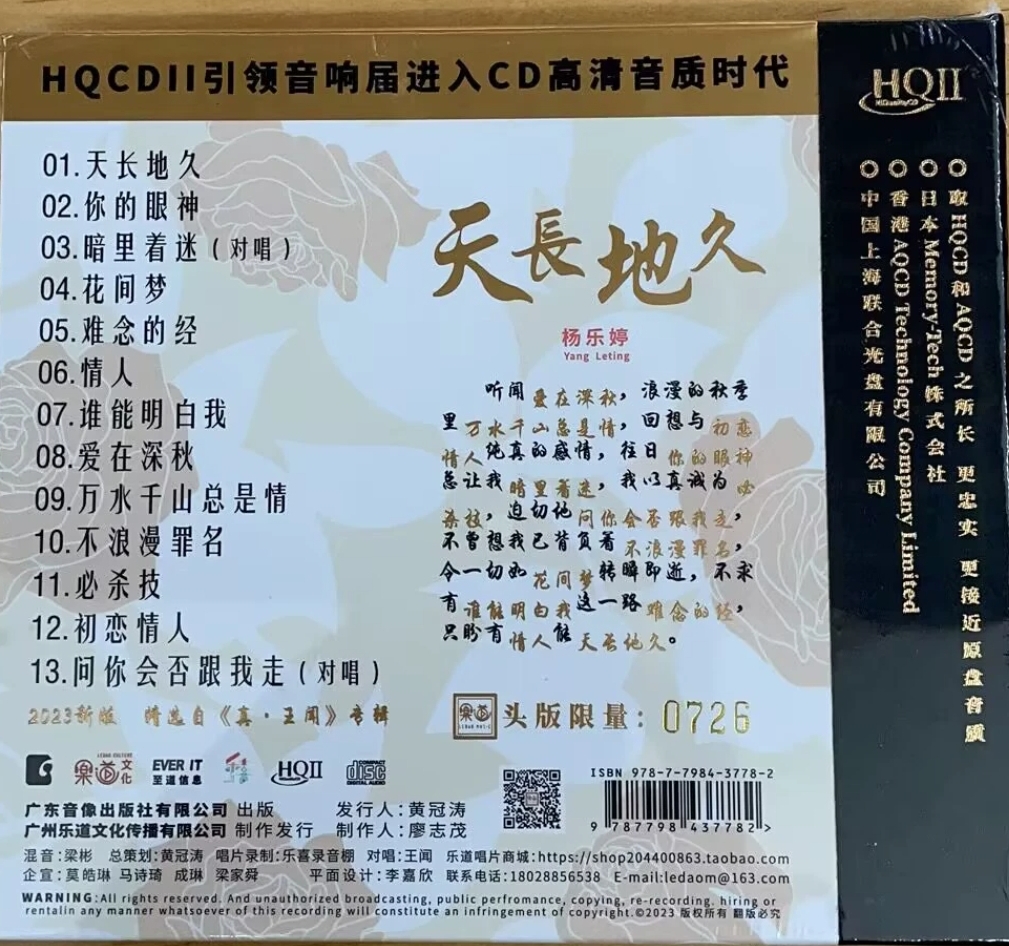 HQCDII引领音响届进入CD高清音质时代
01.天长地久
02.你的眼神
03.暗里着迷(对唱)
04.花间梦
05.难念的经
06.情人
07.谁能明白我
08.爱在深秋
09.万水千山总是情
10.不浪漫罪名
11.必杀技
12.初恋情人
13.问你会否跟我走(对唱)
2023新版 精选自《真·王闻》专辑
天長地久
杨乐婷
Yang Leting
听闻爱在深秋，浪漫的秋季
里万水千山总是情，回想与初恋
情人纯真的感情，往日你的眼神
总让我暗里着迷，我以真诚为必
杀技，迫切地问你会否跟我走，
不曾想我已背负着不浪漫罪名，
令一切如花间梦转瞬即逝，不求
有谁能明白我这一路难念的经，
只盼有情人能天长地久。
樂道
头版限量：0726
樂道文化
LEDAO CULTURE
EVER IT
至道信息
HQII
COMPACT
disc
DIGITAL AUDIO
ISBN 978-7-7984-3778-2
9 787798 437782 >
广东音像出版社有限公司 出版 发行人：黄冠涛
广州乐道文化传播有限公司 制作发行 制作人：廖志茂
混音：梁彬 总策划：黄冠涛 唱片录制：乐喜录音棚 对唱：王闻 乐道唱片商城：https://shop204400863.taobao.com
企宣：莫皓琳 马诗琦 成琳 梁家舜 平面设计：李嘉欣 联系电话：18028856538 E-mail:ledaom@163.com
WARNING:All rights reserved. And unauthorized broadcasting, public perfromance, copying, re-recording. hiring or
rentalin any manner whatsoever of this recording will constitute an infringement of copyright.©2023 版权所有 翻版必究
HQII
HiQualityCD
取HQCD和AQCD之所长 更忠实 更接近原盘音质
日本Memory-Tech株式会社
香港AQCD Technology Company Limited
中国上海联合光盘有限公司